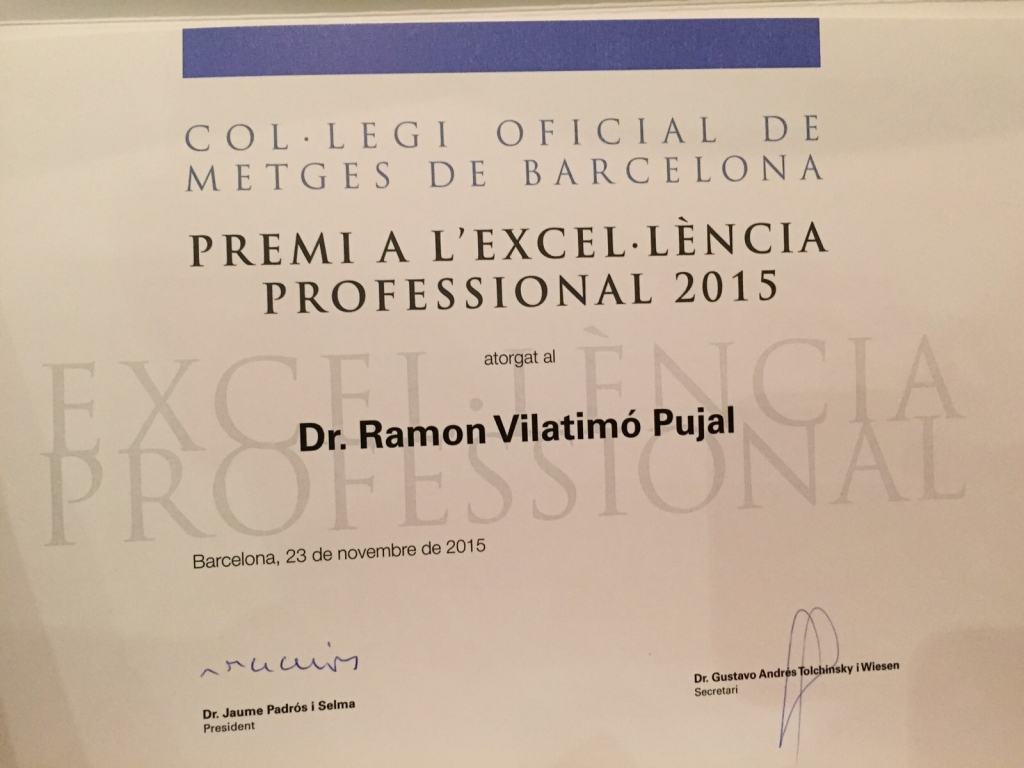 COL·LEGI OFICIAL DE
METGES DE BARCELONA
PREMI A L'EXCEL·LÈNCIA
PROFESSIONAL 2015
atorgat al
EXCEL·LÈNCIA
PROFESSIONAL
Dr. Ramon Vilatimó Pujal
Barcelona, 23 de novembre de 2015
Dr. Jaume Padrós i Selma
President
Dr. Gustavo Andrés Tolchinsky i Wiesen
Secretari